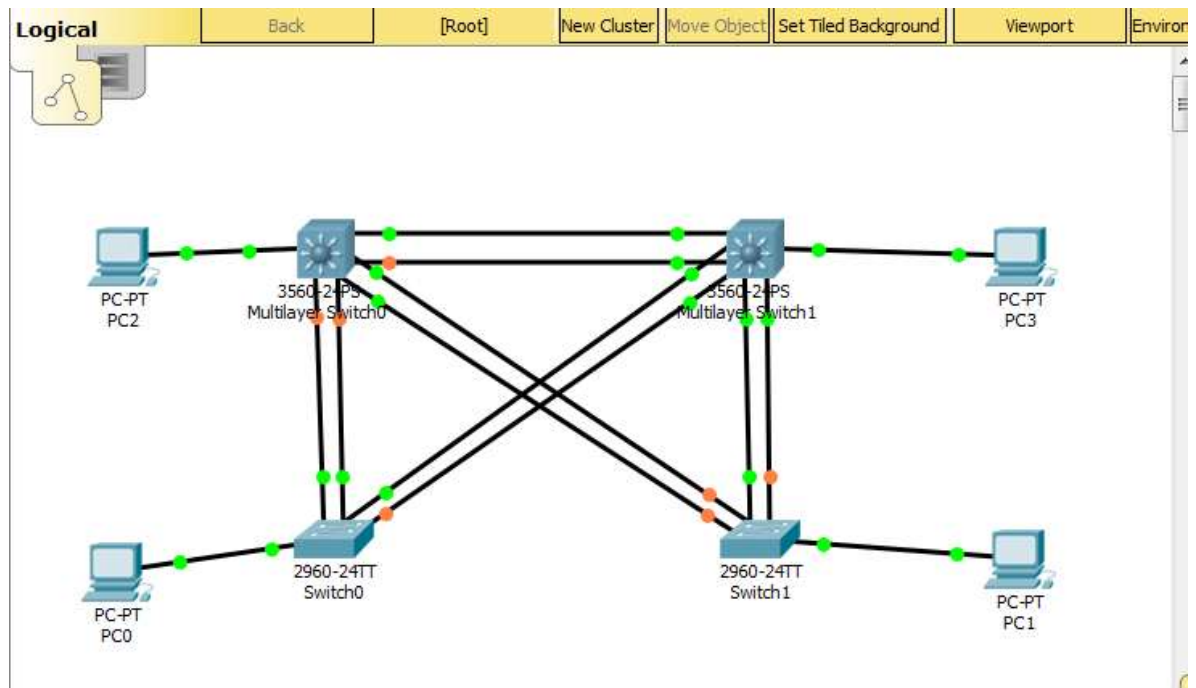 Logical
Back
[Root]
New Cluster
Move Object
Set Tiled Background
Viewport
Environ
PC-PT
PC2
3560-24PS
Multilayer Switch0
3560-24PS
Multilayer Switch1
PC-PT
PC3
PC-PT
PC0
2960-24TT
Switch0
2960-24TT
Switch1
PC-PT
PC1